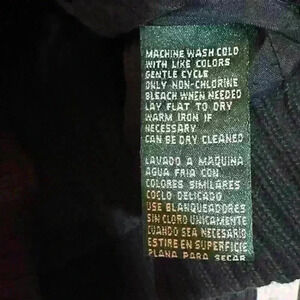 MACHINE WASH COLD
WITH LIKE COLORS
GENTLE CYCLE
ONLY NON-CHLORINE
BLEACH WHEN NEEDED
LAY FLAT TO DRY
WARM IRON IF
NECESSARY
CAN BE DRY CLEANED
LAVADO A MAQUINA
AGUA FRIA CON
COLORES SIMILARES
COCLO DELICADO
USE BLANQUEADORES
SIN CLORO UNICAMENTE
CUANDO SEA NECESARIO
ESTIRE EN SUPERFICIE
PLANA PARA SECAR